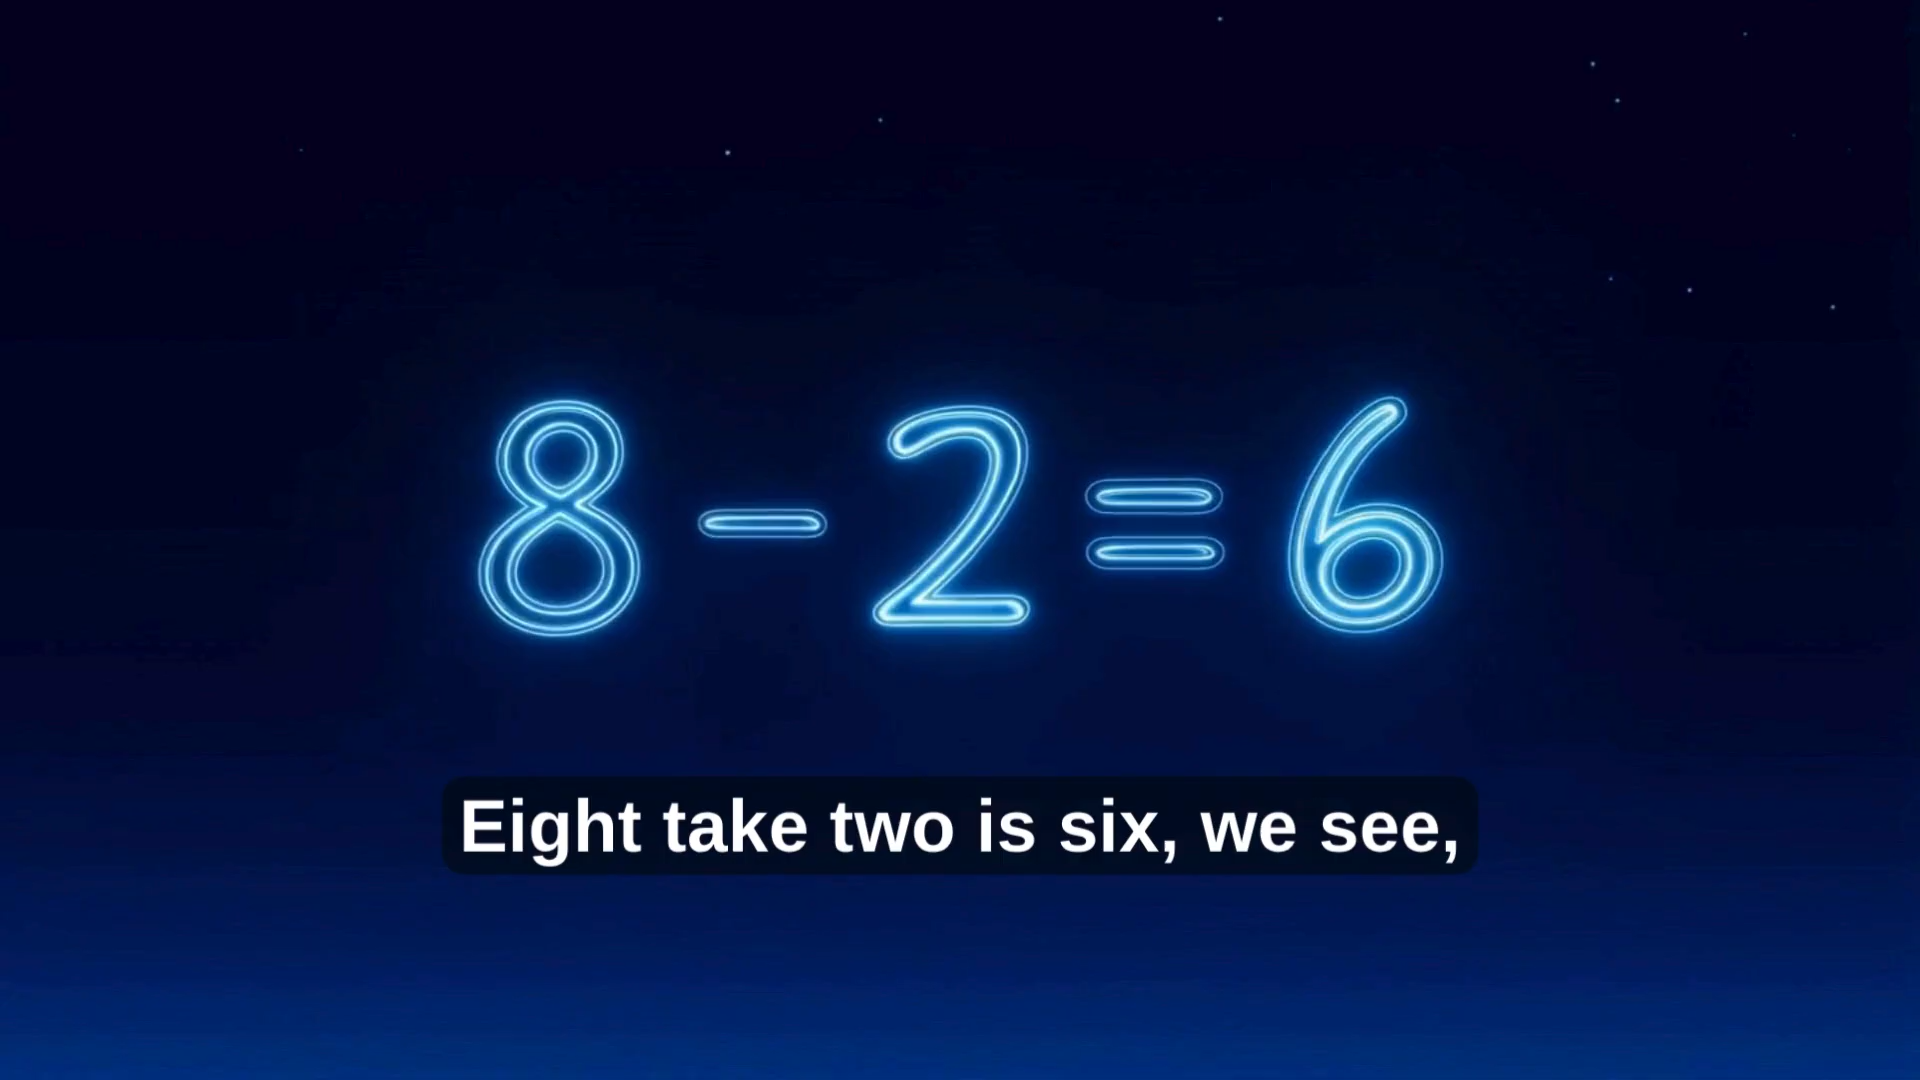 8 – 2 = 6
Eight take two is six, we see,